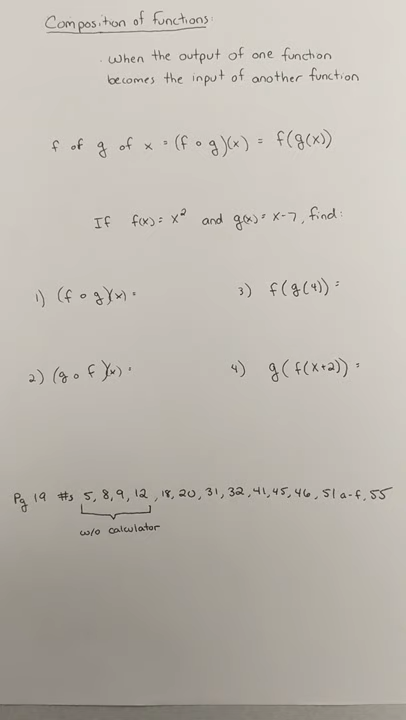 Composition of functions:
· when the output of one function
becomes the input of another function
f of g of x = (f ∘ g)(x) = f(g(x))
If f(x) = x² and g(x) = x-7, find:
1) (f ∘ g)(x) =
3) f(g(4)) =
2) (g ∘ f)(x) =
4) g(f(x+2)) =
Pg 19 #s 5, 8, 9, 12, 18, 20, 31, 32, 41, 45, 46, 51 a-f, 55
w/o calculator